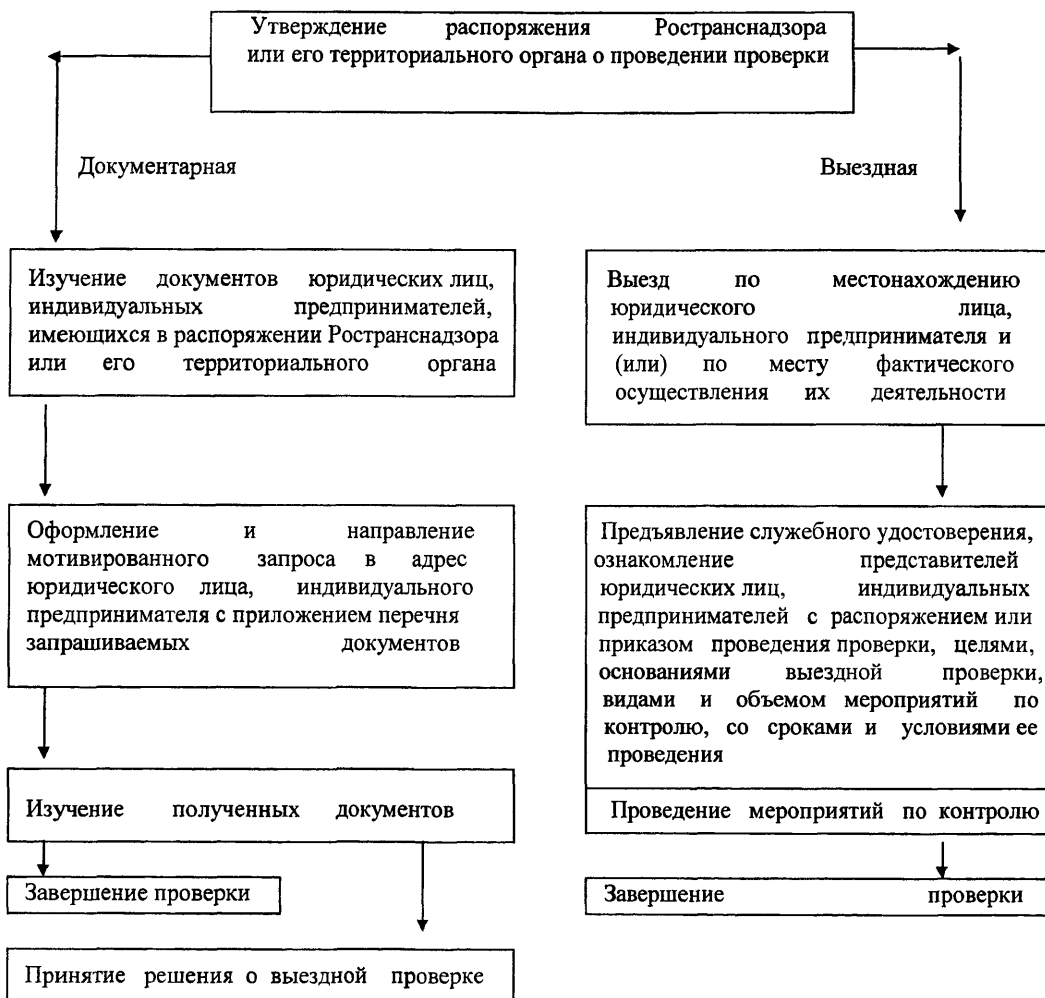 Утверждение распоряжения Ространснадзора
или его территориального органа о проведении проверки
Документарная
Выездная
Изучение документов юридических лиц,
индивидуальных предпринимателей,
имеющихся в распоряжении Ространснадзора
или его территориального органа
Выезд по местонахождению
юридического лица,
индивидуального предпринимателя и
(или) по месту фактического
осуществления их деятельности
Оформление и направление
мотивированного запроса в адрес
юридического лица, индивидуального
предпринимателя с приложением перечня
запрашиваемых документов
Предъявление служебного удостоверения,
ознакомление представителей
юридических лиц, индивидуальных
предпринимателей с распоряжением или
приказом проведения проверки, целями,
основаниями выездной проверки,
видами и объемом мероприятий по
контролю, со сроками и условиями ее
проведения
Изучение полученных документов
Проведение мероприятий по контролю
Завершение проверки
Завершение проверки
Принятие решения о выездной проверке